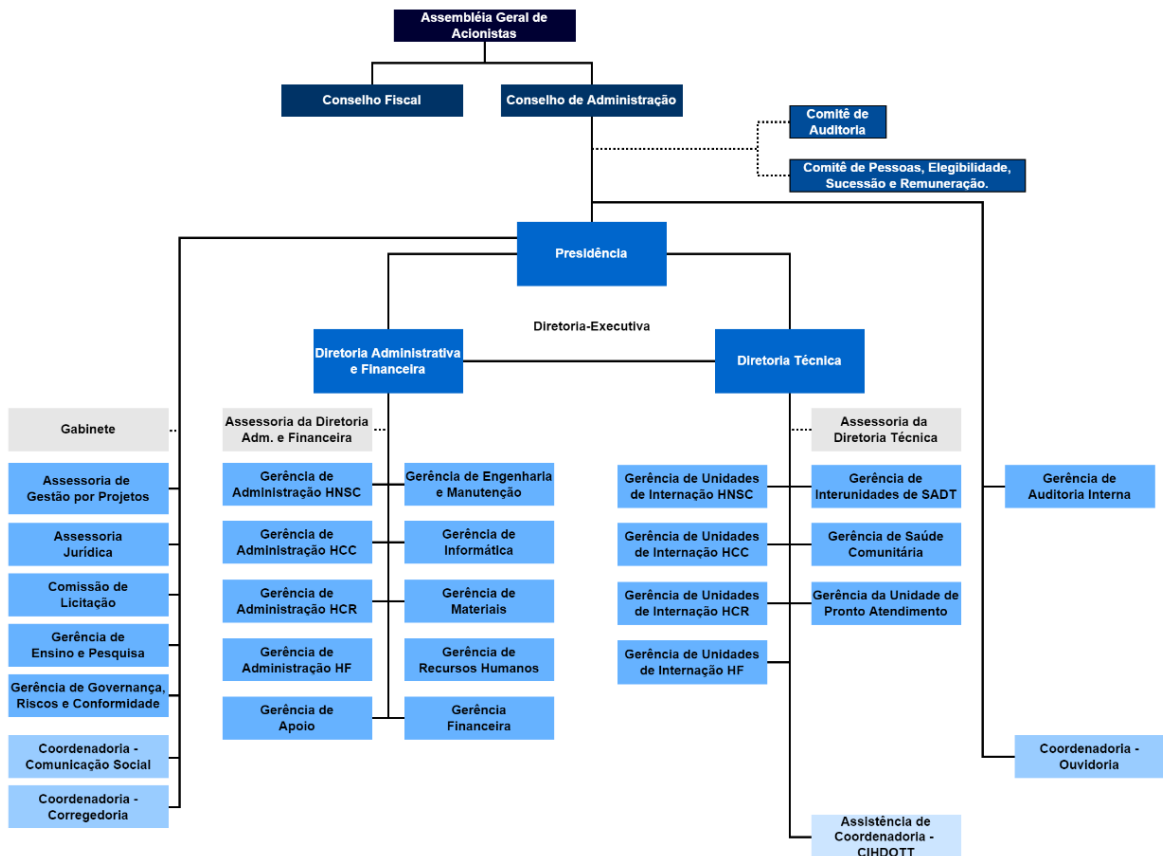 Assembléia Geral de
Acionistas
Conselho Fiscal
Conselho de Administração
Comitê de
Auditoria
Comitê de Pessoas, Elegibilidade,
Sucessão e Remuneração.
Presidência
Diretoria-Executiva
Diretoria Administrativa
e Financeira
Diretoria Técnica
Gabinete
Assessoria de
Gestão por Projetos
Assessoria
Jurídica
Comissão de
Licitação
Gerência de
Ensino e Pesquisa
Gerência de Governança,
Riscos e Conformidade
Coordenadoria -
Comunicação Social
Coordenadoria -
Corregedoria
Assessoria da Diretoria
Adm. e Financeira
Gerência de
Administração HNSC
Gerência de
Administração HCC
Gerência de
Administração HCR
Gerência de
Administração HF
Gerência de
Apoio
Gerência de Engenharia
e Manutenção
Gerência de
Informática
Gerência de
Materiais
Gerência de
Recursos Humanos
Gerência
Financeira
Gerência de Unidades
de Internação HNSC
Gerência de Unidades
de Internação HCC
Gerência de Unidades
de Internação HCR
Gerência de Unidades
de Internação HF
Assessoria da
Diretoria Técnica
Gerência de
Interunidades de SADT
Gerência de Saúde
Comunitária
Gerência da Unidade de
Pronto Atendimento
Assistência de
Coordenadoria -
CIHDOTT
Gerência de
Auditoria Interna
Coordenadoria -
Ouvidoria